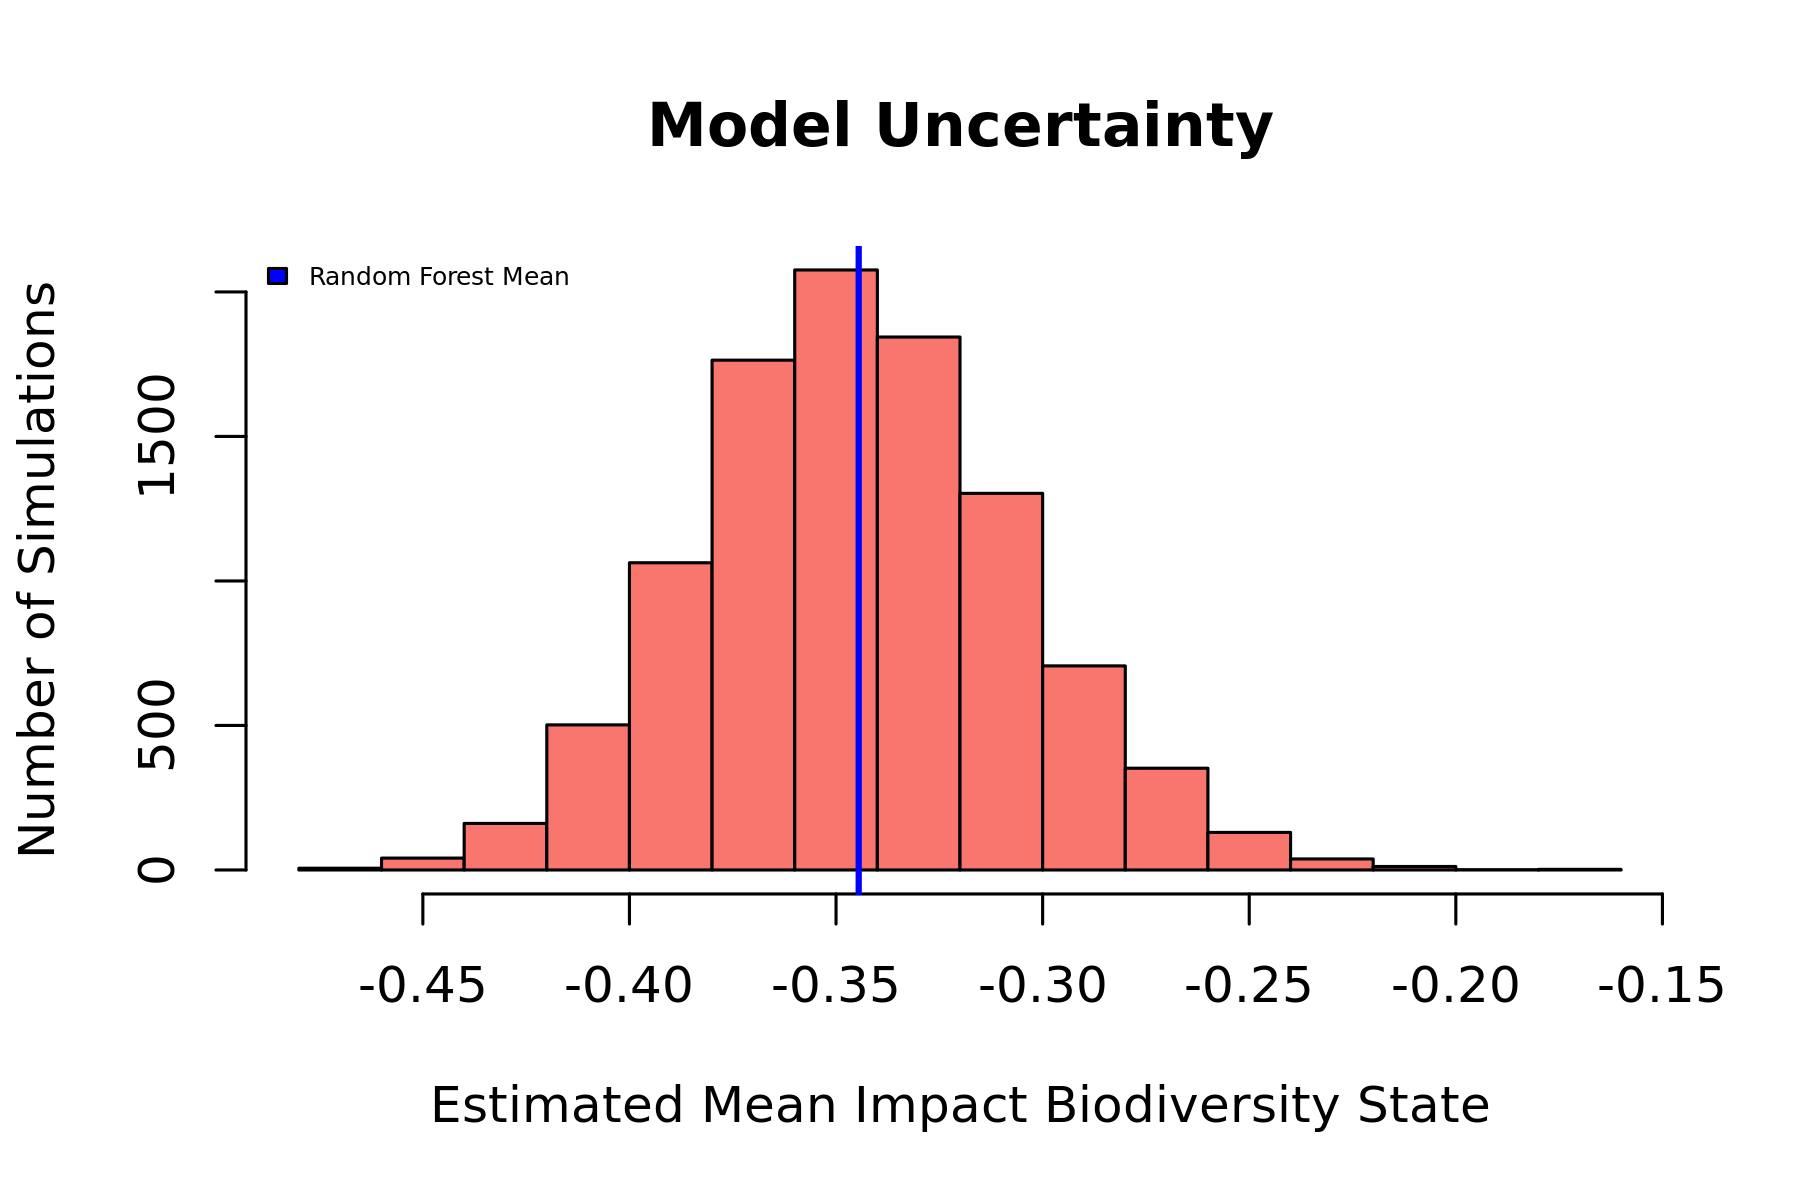 Model Uncertainty
Random Forest Mean
Number of Simulations
1500
500
0
-0.45 -0.40 -0.35 -0.30 -0.25 -0.20 -0.15
Estimated Mean Impact Biodiversity State